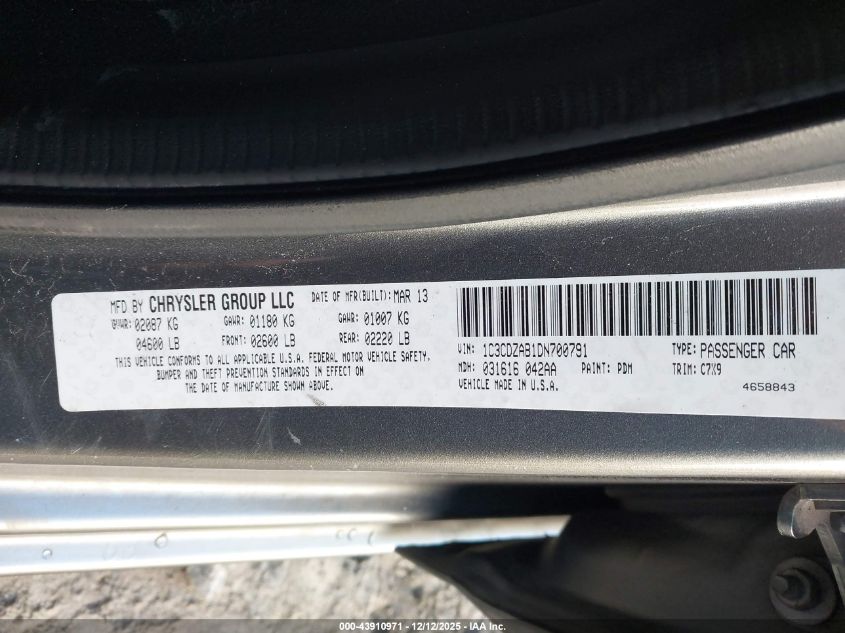 MFD BY CHRYSLER GROUP LLC DATE OF MFR(BUILT): MAR 13
GVWR: 02087 KG GAWR: 01180 KG GAWR: 01007 KG
04600 LB FRONT: 02600 LB REAR: 02220 LB
THIS VEHICLE CONFORMS TO ALL APPLICABLE U.S.A. FEDERAL MOTOR VEHICLE SAFETY,
BUMPER AND THEFT PREVENTION STANDARDS IN EFFECT ON
THE DATE OF MANUFACTURE SHOWN ABOVE.
VIN: 1C3CDZAB1DN700791 TYPE: PASSENGER CAR
MDH: 031616 042AA PAINT: PDM TRIM: C7X9
VEHICLE MADE IN U.S.A.
4658843
000-43910971 - 12/12/2025 - IAA Inc.